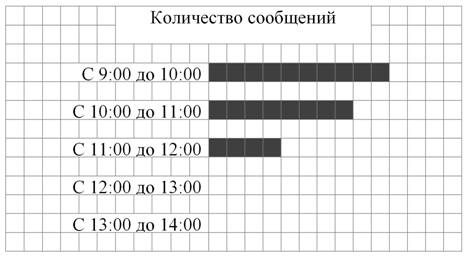 Количество сообщений
С 9:00 до 10:00
С 10:00 до 11:00
С 11:00 до 12:00
С 12:00 до 13:00
С 13:00 до 14:00